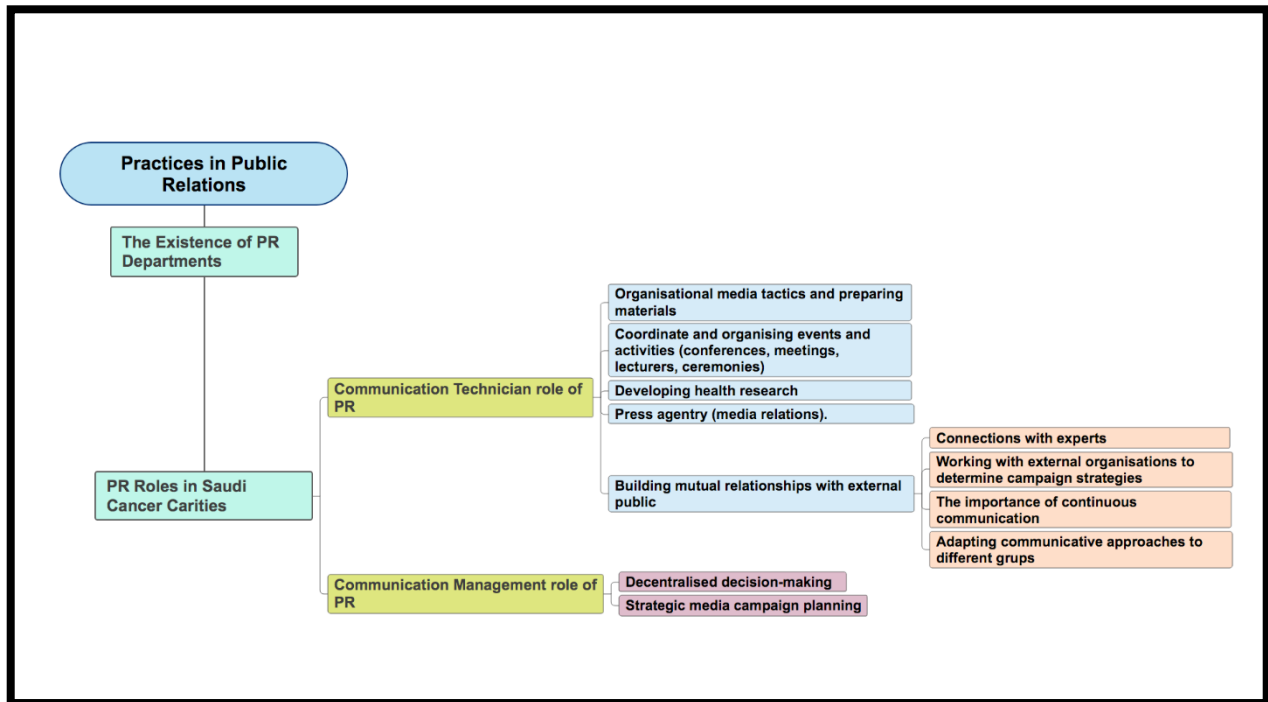 Practices in Public
Relations
The Existence of PR
Departments
PR Roles in Saudi
Cancer Carities
Communication Technician role of
PR
Organisational media tactics and preparing
materials
Coordinate and organising events and
activities (conferences, meetings,
lecturers, ceremonies)
Developing health research
Press agentry (media relations).
Building mutual relationships with external
public
Connections with experts
Working with external organisations to
determine campaign strategies
The importance of continuous
communication
Adapting communicative approaches to
different grups
Communication Management role of
PR
Decentralised decision-making
Strategic media campaign planning